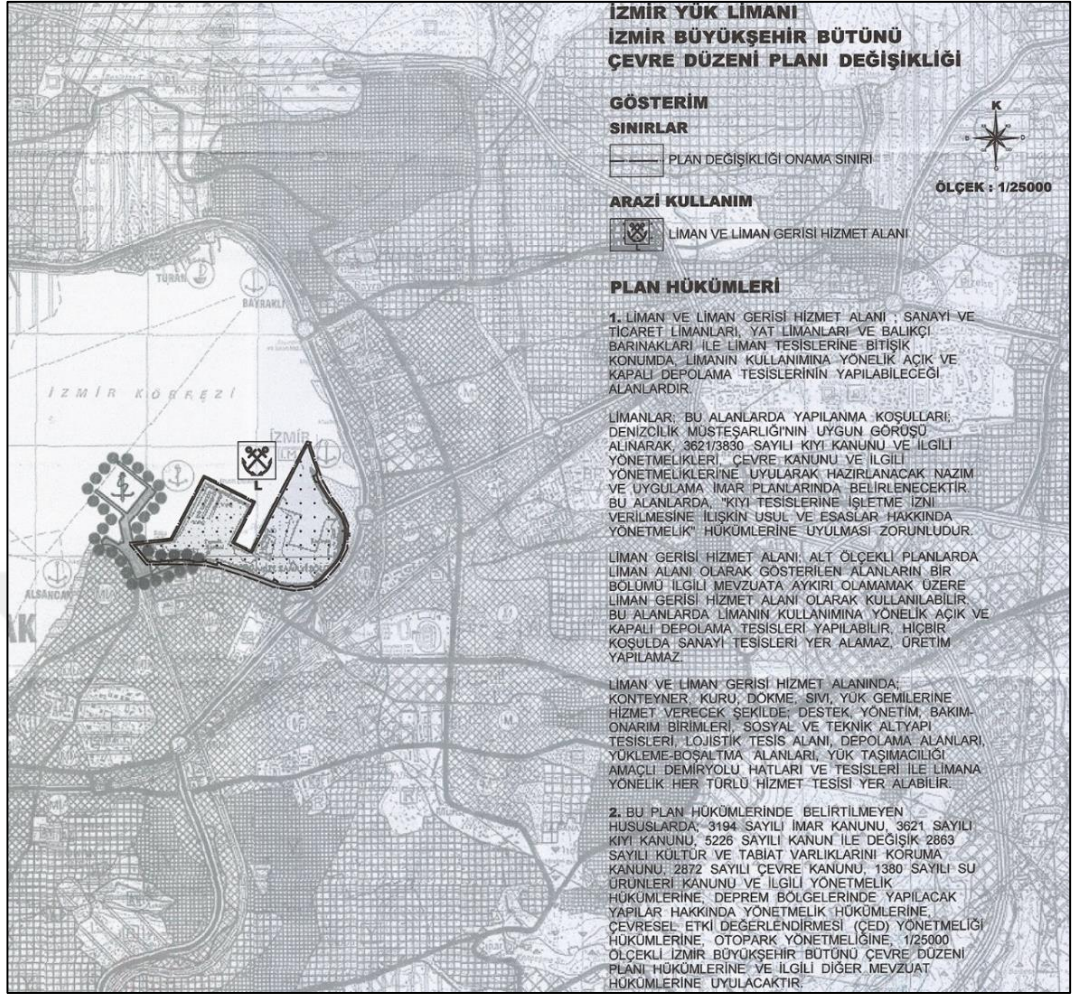 İZMİR YÜK LİMANI
İZMİR BÜYÜKŞEHİR BÜTÜNÜ
ÇEVRE DÜZENİ PLANI DEĞİŞİKLİĞİ
GÖSTERİM
SINIRLAR
PLAN DEĞİŞİKLİĞİ ONAMA SINIRI
K
ÖLÇEK : 1/25000
ARAZİ KULLANIM
L
LİMAN VE LİMAN GERİSİ HİZMET ALANI
PLAN HÜKÜMLERİ
1. LİMAN VE LİMAN GERİSİ HİZMET ALANI ; SANAYİ VE
TİCARET LİMANLARI, YAT LİMANLARI VE BALIKÇI
BARINAKLARI İLE LİMAN TESİSLERİNE BİTİŞİK
KONUMDA, LİMANIN KULLANIMINA YÖNELİK AÇIK VE
KAPALI DEPOLAMA TESİSLERİNİN YAPILABİLECEĞİ
ALANLARDIR.
LİMANLAR; BU ALANLARDA YAPILANMA KOŞULLARI;
DENİZCİLİK MÜSTEŞARLIĞI'NIN UYGUN GÖRÜŞÜ
ALINARAK, 3621/3830 SAYILI KIYI KANUNU VE İLGİLİ
YÖNETMELİKLERİ, ÇEVRE KANUNU VE İLGİLİ
YÖNETMELİKLERİNE UYULARAK HAZIRLANACAK NAZIM
VE UYGULAMA İMAR PLANLARINDA BELİRLENECEKTİR.
BU ALANLARDA, "KIYI TESİSLERİNE İŞLETME İZNİ
VERİLMESİNE İLİŞKİN USUL VE ESASLAR HAKKINDA
YÖNETMELİK" HÜKÜMLERİNE UYULMASI ZORUNLUDUR.
LİMAN GERİSİ HİZMET ALANI; ALT ÖLÇEKLİ PLANLARDA
LİMAN ALANI OLARAK GÖSTERİLEN ALANLARIN BİR
BÖLÜMÜ İLGİLİ MEVZUATA AYKIRI OLAMAMAK ÜZERE
LİMAN GERİSİ HİZMET ALANI OLARAK KULLANILABİLİR.
BU ALANLARDA LİMANIN KULLANIMINA YÖNELİK AÇIK VE
KAPALI DEPOLAMA TESİSLERİ YAPILABİLİR, HİÇBİR
KOŞULDA SANAYİ TESİSLERİ YER ALAMAZ, ÜRETİM
YAPILAMAZ.
LİMAN VE LİMAN GERİSİ HİZMET ALANINDA;
KONTEYNER, KURU, DÖKME, SIVI, YÜK GEMİLERİNE
HİZMET VERECEK ŞEKİLDE; DESTEK, YÖNETİM, BAKIM-
ONARIM BİRİMLERİ, SOSYAL VE TEKNİK ALTYAPI
TESİSLERİ, LOJİSTİK TESİS ALANI, DEPOLAMA ALANLARI,
YÜKLEME-BOŞALTMA ALANLARI, YÜK TAŞIMACILIĞI
AMAÇLI DEMİRYOLU HATLARI VE TESİSLERİ İLE LİMANA
YÖNELİK HER TÜRLÜ HİZMET TESİSİ YER ALABİLİR.
2. BU PLAN HÜKÜMLERİNDE BELİRTİLMEYEN
HUSUSLARDA; 3194 SAYILI İMAR KANUNU, 3621 SAYILI
KIYI KANUNU, 5226 SAYILI KANUN İLE DEĞİŞİK 2863
SAYILI KÜLTÜR VE TABİAT VARLIKLARINI KORUMA
KANUNU, 2872 SAYILI ÇEVRE KANUNU, 1380 SAYILI SU
ÜRÜNLERİ KANUNU VE İLGİLİ YÖNETMELİK
HÜKÜMLERİNE, DEPREM BÖLGELERİNDE YAPILACAK
YAPILAR HAKKINDA YÖNETMELİK HÜKÜMLERİNE,
ÇEVRESEL ETKİ DEĞERLENDİRMESİ (ÇED) YÖNETMELİĞİ
HÜKÜMLERİNE, OTOPARK YÖNETMELİĞİNE, 1/25000
ÖLÇEKLİ İZMİR BÜYÜKŞEHİR BÜTÜNÜ ÇEVRE DÜZENİ
PLANI HÜKÜMLERİNE VE İLGİLİ DİĞER MEVZUAT
HÜKÜMLERİNE UYULACAKTIR.
KARŞIYAKA
TURAN
BAYRAKLI
İZMİR KÖRFEZİ
İZMİR
L
ALSANCAK
AK